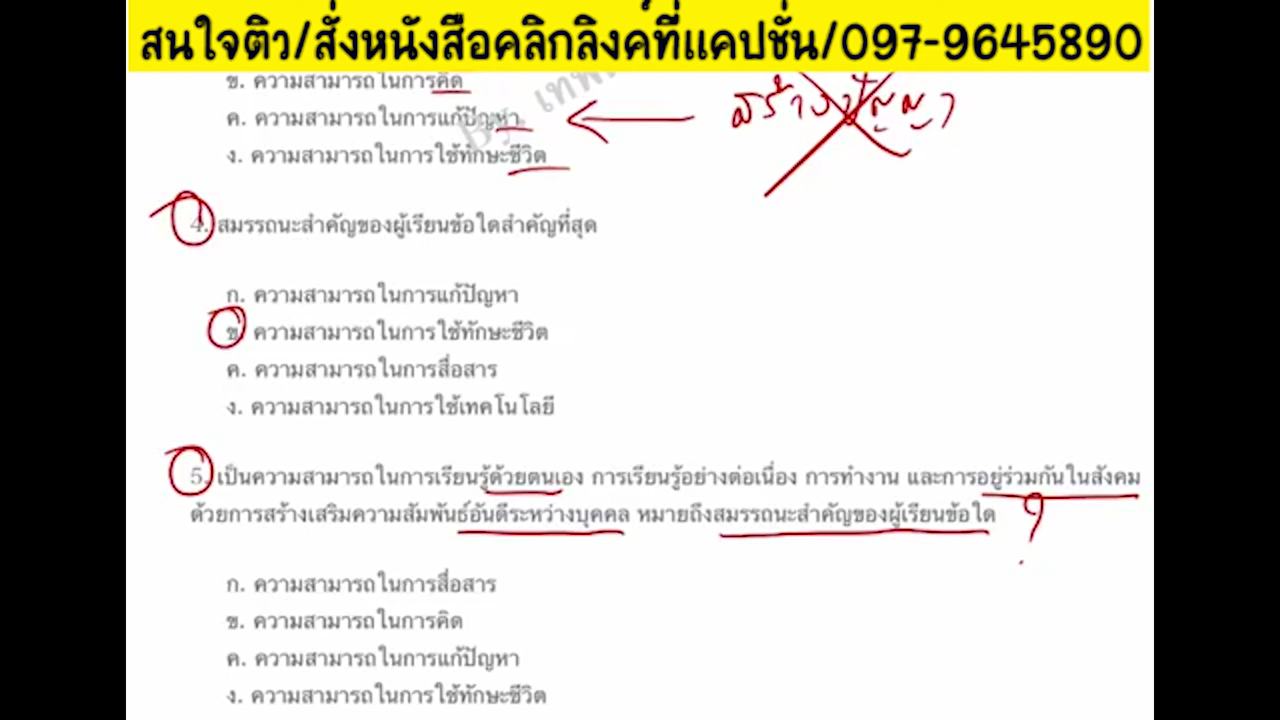 สนใจติว/สั่งหนังสือคลิกลิงค์ที่แคปชั่น/097-9645890
ข. ความสามารถในการคิด
ค. ความสามารถในการแก้ปัญหา
สร้างปัญญา
ง. ความสามารถในการใช้ทักษะชีวิต
By. เทพ
4. สมรรถนะสำคัญของผู้เรียนข้อใดสำคัญที่สุด
ก. ความสามารถในการแก้ปัญหา
ข. ความสามารถในการใช้ทักษะชีวิต
ค. ความสามารถในการสื่อสาร
ง. ความสามารถในการใช้เทคโนโลยี
5. เป็นความสามารถในการเรียนรู้ด้วยตนเอง การเรียนรู้อย่างต่อเนื่อง การทำงาน และการอยู่ร่วมกันในสังคม
ด้วยการสร้างเสริมความสัมพันธ์อันดีระหว่างบุคคล หมายถึงสมรรถนะสำคัญของผู้เรียนข้อใด ?
ก. ความสามารถในการสื่อสาร
ข. ความสามารถในการคิด
ค. ความสามารถในการแก้ปัญหา
ง. ความสามารถในการใช้ทักษะชีวิต